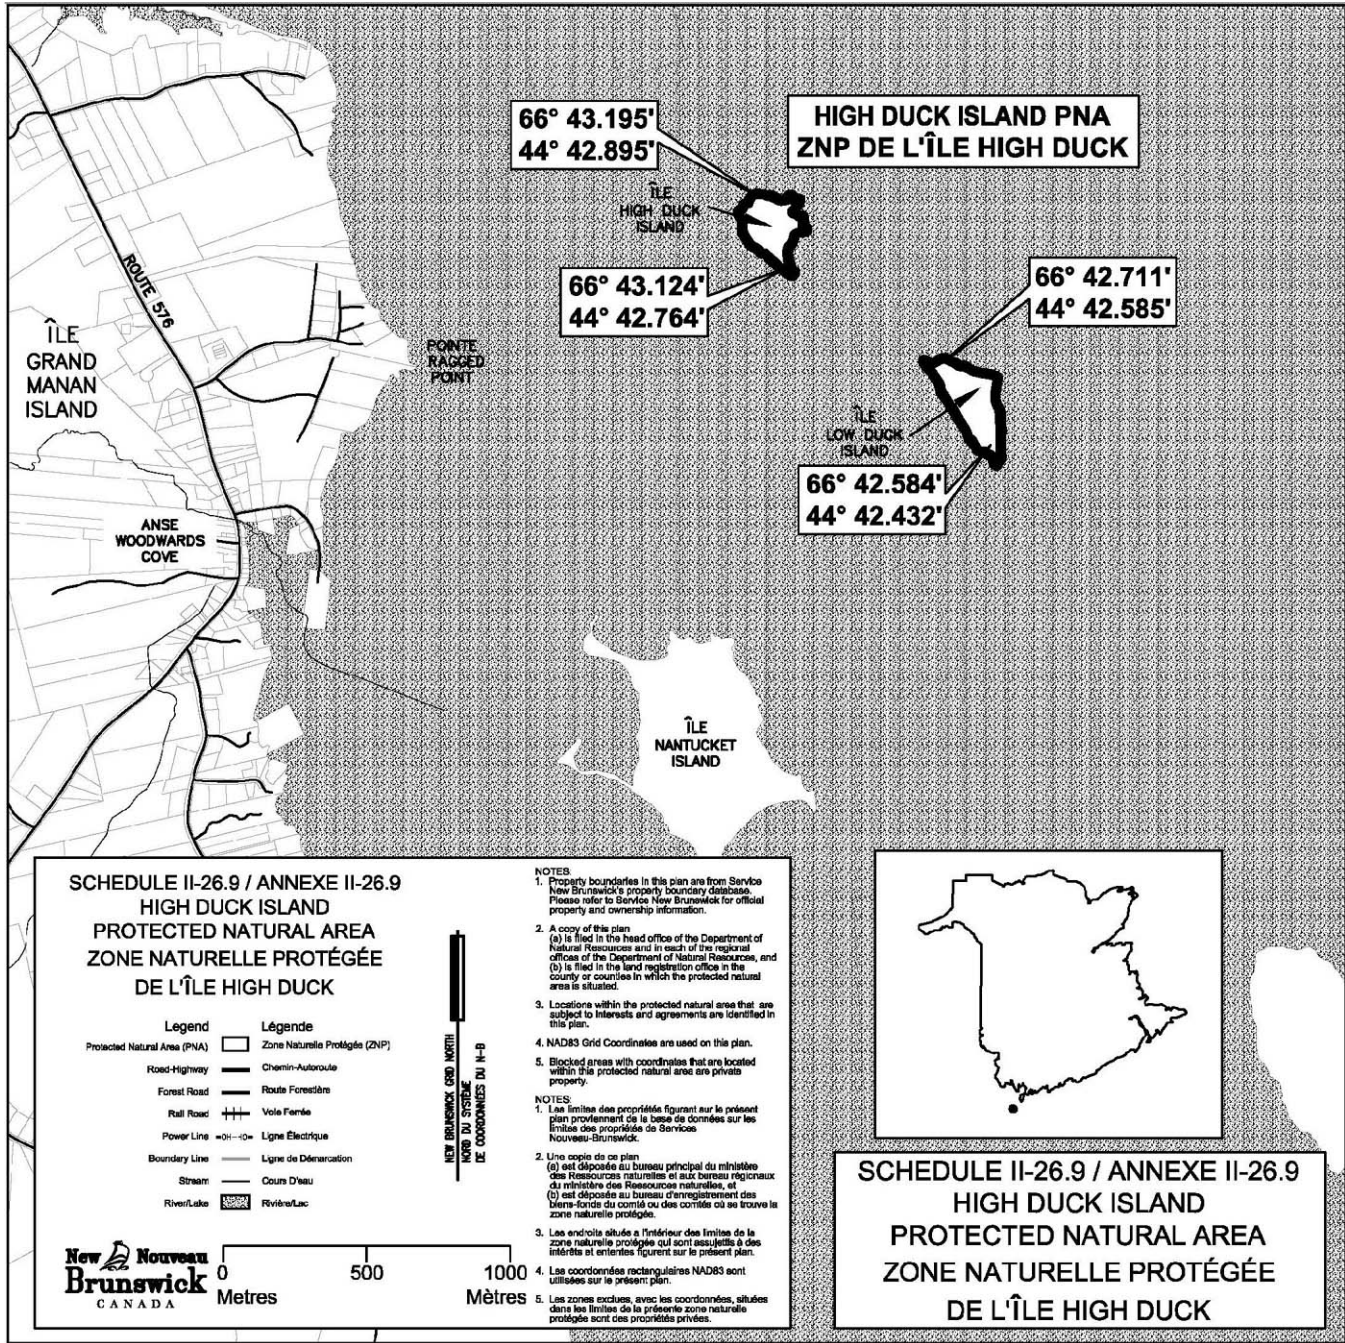 66° 43.195'
44° 42.895'
HIGH DUCK ISLAND PNA
ZNP DE L'ÎLE HIGH DUCK
ÎLE
HIGH DUCK
ISLAND
66° 43.124'
44° 42.764'
66° 42.711'
44° 42.585'
ROUTE 576
ÎLE
GRAND
MANAN
ISLAND
POINTE
RAGGED
POINT
ÎLE
LOW DUCK
ISLAND
66° 42.584'
44° 42.432'
ANSE
WOODWARDS
COVE
ÎLE
NANTUCKET
ISLAND
SCHEDULE II-26.9 / ANNEXE II-26.9
HIGH DUCK ISLAND
PROTECTED NATURAL AREA
ZONE NATURELLE PROTÉGÉE
DE L'ÎLE HIGH DUCK
Legend Légende
Protected Natural Area (PNA) Zone Naturelle Protégée (ZNP)
Road-Highway Chemin-Autoroute
Forest Road Route Forestière
Rail Road Voie Ferrée
Power Line Ligne Électrique
Boundary Line Ligne de Démarcation
Stream Cours D'eau
River/Lake Rivière/Lac
NEW BRUNSWICK GRID NORTH
NORD DU SYSTÈME
DE COORDONNÉES DU N-B
New Nouveau
Brunswick
CANADA
0 500 1000
Metres Mètres
NOTES:
1. Property boundaries in this plan are from Service
New Brunswick's property boundary database.
Please refer to Service New Brunswick for official
property and ownership information.
2. A copy of this plan
(a) is filed in the head office of the Department of
Natural Resources and in each of the regional
offices of the Department of Natural Resources, and
(b) is filed in the land registration office in the
county or counties in which the protected natural
area is situated.
3. Locations within the protected natural area that are
subject to interests and agreements are identified in
this plan.
4. NAD83 Grid Coordinates are used on this plan.
5. Blocked areas with coordinates that are located
within this protected natural area are private
property.
NOTES:
1. Les limites des propriétés figurant sur le présent
plan proviennent de la base de données sur les
limites des propriétés de Services
Nouveau-Brunswick.
2. Une copie de ce plan
(a) est déposée au bureau principal du ministère
des Ressources naturelles et aux bureau régionaux
du ministère des Ressources naturelles, et
(b) est déposée au bureau d'enregistrement des
biens-fonds du comté ou des comtés où se trouve la
zone naturelle protégée.
3. Les endroits situés a l'intérieur des limites de la
zone naturelle protégée qui sont assujettis à des
intérêts et ententes figurent sur le présent plan.
4. Les coordonnées rectangulaires NAD83 sont
utilisées sur le présent plan.
5. Les zones exclues, avec les coordonnées, situées
dans les limites de la présente zone naturelle
protégée sont des propriétés privées.
SCHEDULE II-26.9 / ANNEXE II-26.9
HIGH DUCK ISLAND
PROTECTED NATURAL AREA
ZONE NATURELLE PROTÉGÉE
DE L'ÎLE HIGH DUCK